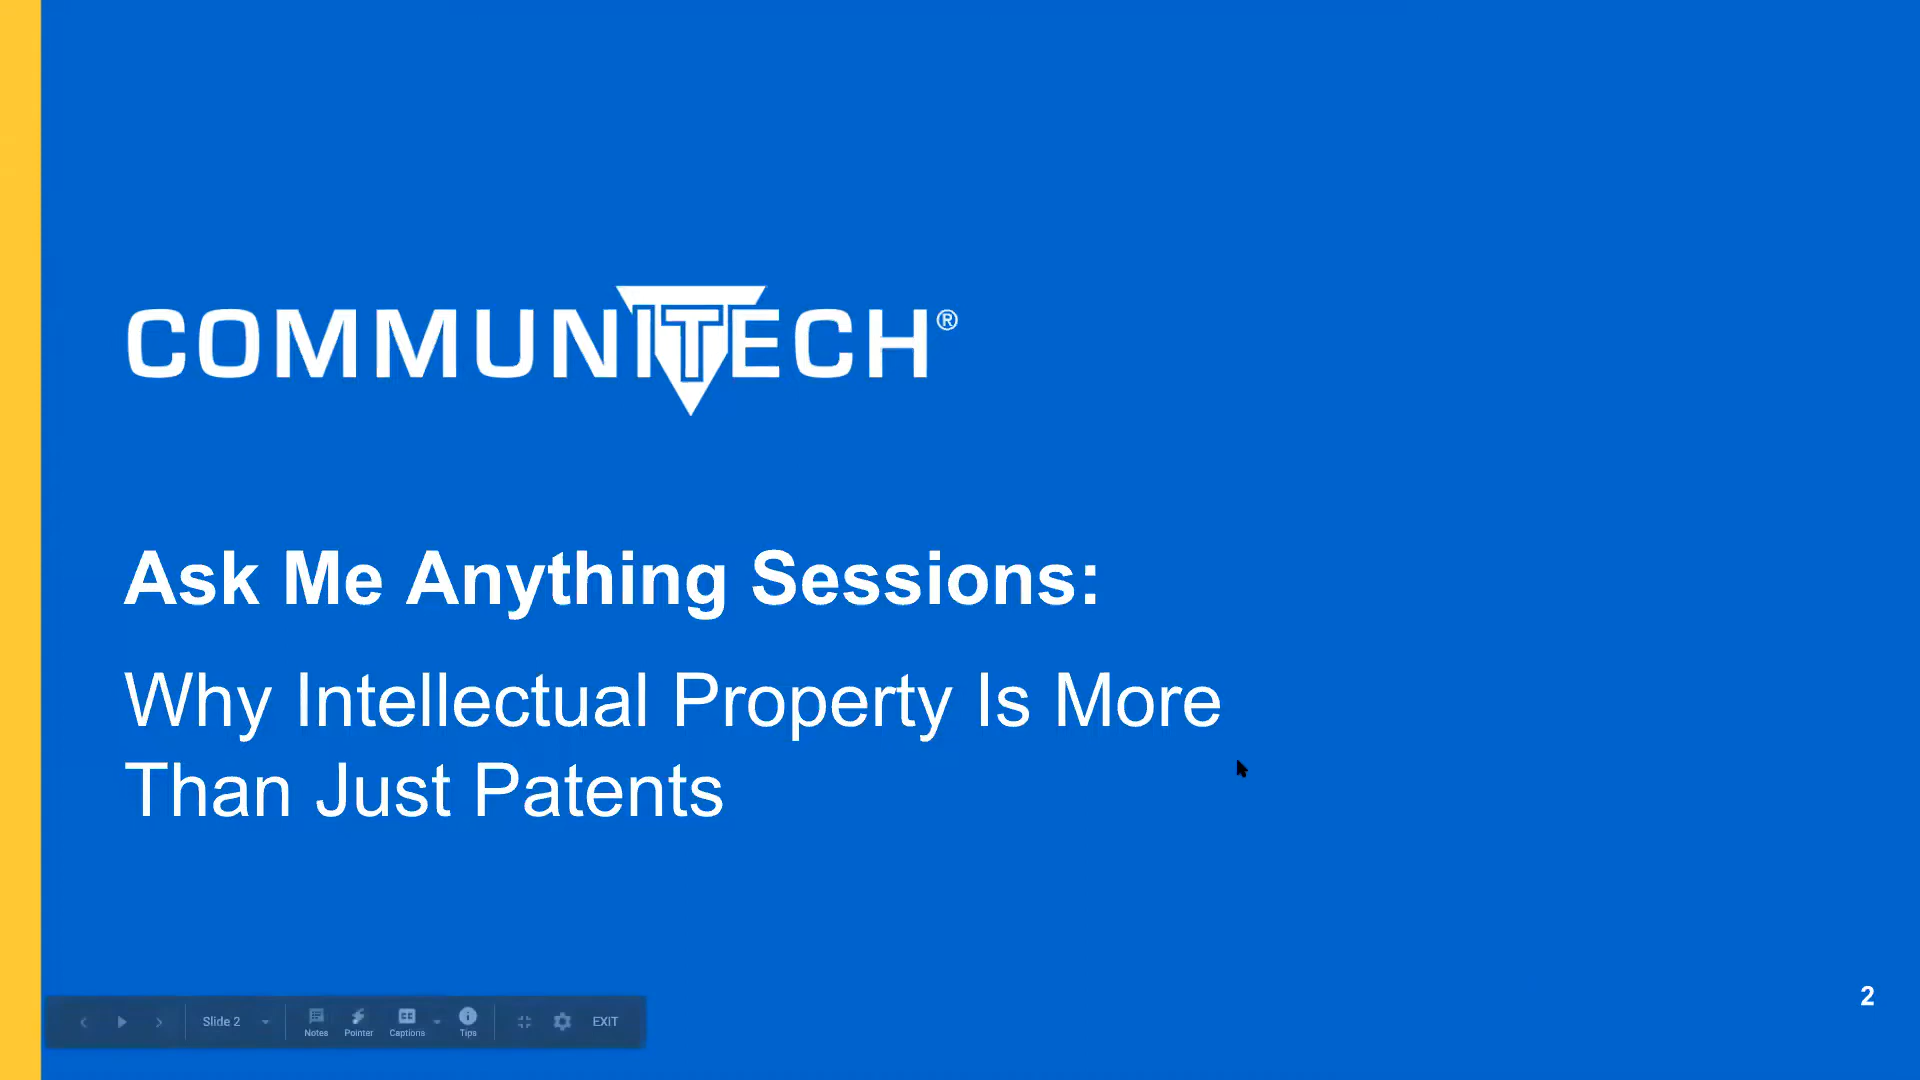 COMMUNITECH®
Ask Me Anything Sessions:
Why Intellectual Property Is More
Than Just Patents
2
Slide 2
Notes
Pointer
CC
Captions
Tips
EXIT